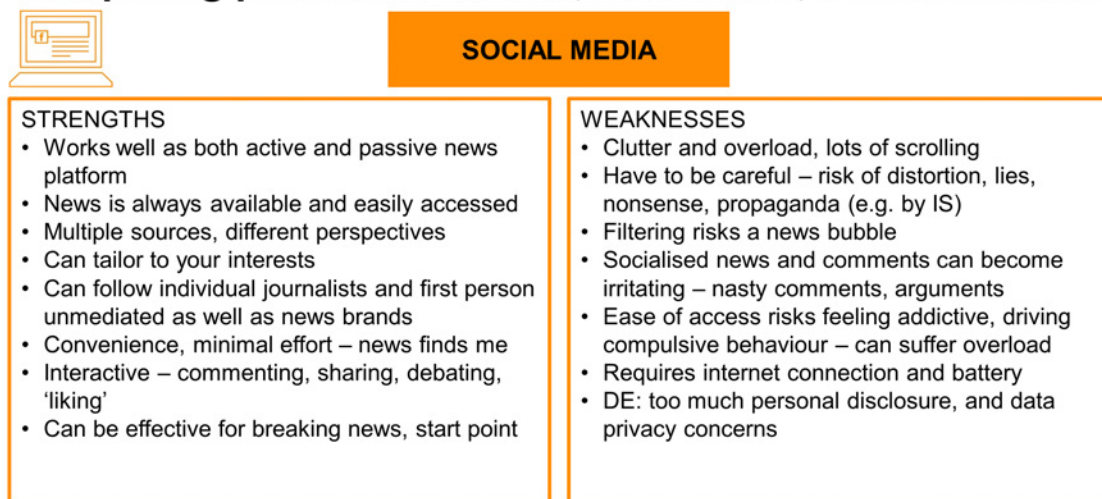 SOCIAL MEDIA
STRENGTHS
• Works well as both active and passive news
platform
• News is always available and easily accessed
• Multiple sources, different perspectives
• Can tailor to your interests
• Can follow individual journalists and first person
unmediated as well as news brands
• Convenience, minimal effort – news finds me
• Interactive – commenting, sharing, debating,
‘liking’
• Can be effective for breaking news, start point
WEAKNESSES
• Clutter and overload, lots of scrolling
• Have to be careful – risk of distortion, lies,
nonsense, propaganda (e.g. by IS)
• Filtering risks a news bubble
• Socialised news and comments can become
irritating – nasty comments, arguments
• Ease of access risks feeling addictive, driving
compulsive behaviour – can suffer overload
• Requires internet connection and battery
• DE: too much personal disclosure, and data
privacy concerns